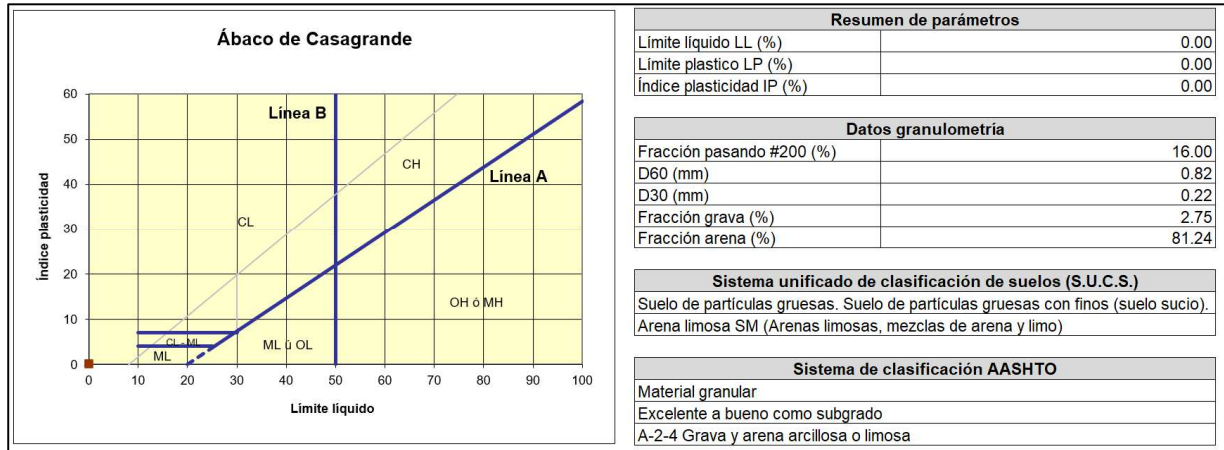 Ábaco de Casagrande
60
50
40
30
20
10
0
Índice plasticidad
Línea B
Línea A
CH
CL
OH ó MH
CL - ML
ML
ML ú OL
0 10 20 30 40 50 60 70 80 90 100
Límite líquido
Resumen de parámetros
Límite líquido LL (%) 0.00
Límite plastico LP (%) 0.00
Índice plasticidad IP (%) 0.00
Datos granulometría
Fracción pasando #200 (%) 16.00
D60 (mm) 0.82
D30 (mm) 0.22
Fracción grava (%) 2.75
Fracción arena (%) 81.24
Sistema unificado de clasificación de suelos (S.U.C.S.)
Suelo de partículas gruesas. Suelo de partículas gruesas con finos (suelo sucio).
Arena limosa SM (Arenas limosas, mezclas de arena y limo)
Sistema de clasificación AASHTO
Material granular
Excelente a bueno como subgrado
A-2-4 Grava y arena arcillosa o limosa